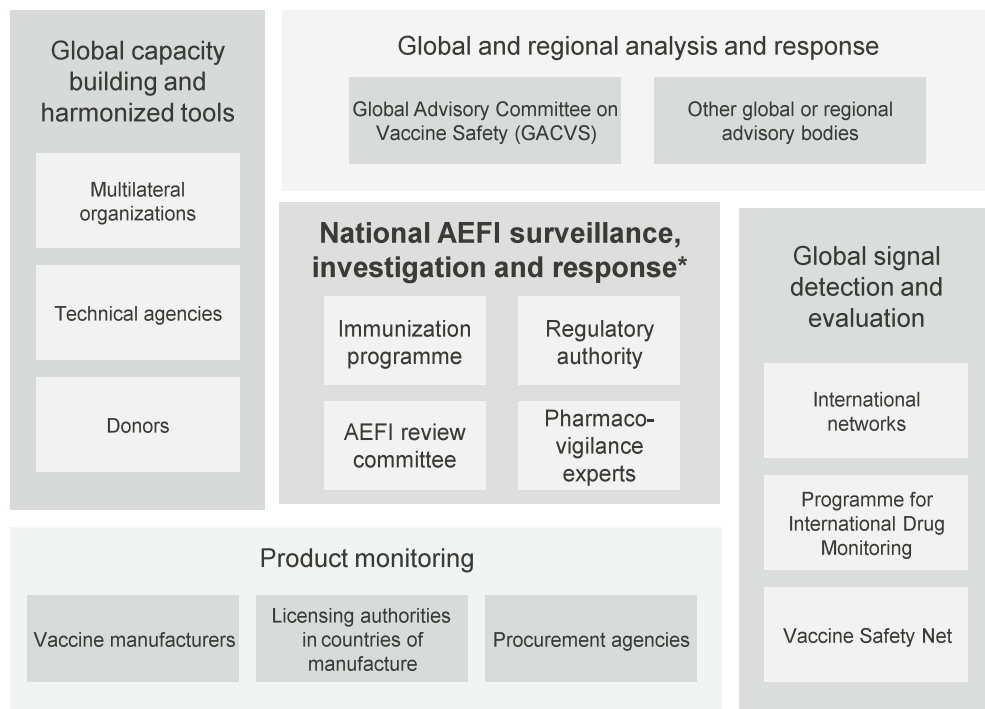 Global capacity
building and
harmonized tools
Multilateral
organizations
Technical agencies
Donors
Global and regional analysis and response
Global Advisory Committee on
Vaccine Safety (GACVS)
Other global or regional
advisory bodies
National AEFI surveillance,
investigation and response*
Immunization
programme
Regulatory
authority
AEFI review
committee
Pharmaco-
vigilance
experts
Global signal
detection and
evaluation
International
networks
Programme for
International Drug
Monitoring
Vaccine Safety Net
Product monitoring
Vaccine manufacturers
Licensing authorities
in countries of
manufacture
Procurement agencies